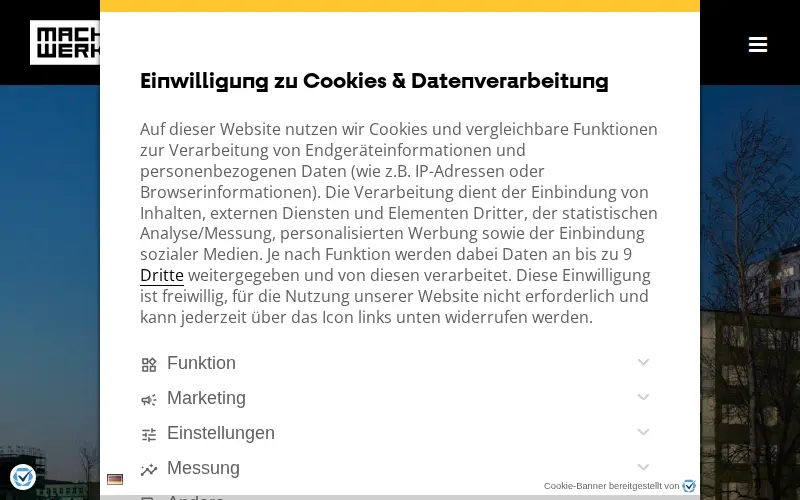 MACH
WERK
Einwilligung zu Cookies & Datenverarbeitung
Auf dieser Website nutzen wir Cookies und vergleichbare Funktionen
zur Verarbeitung von Endgeräteinformationen und
personenbezogenen Daten (wie z.B. IP-Adressen oder
Browserinformationen). Die Verarbeitung dient der Einbindung von
Inhalten, externen Diensten und Elementen Dritter, der statistischen
Analyse/Messung, personalisierten Werbung sowie der Einbindung
sozialer Medien. Je nach Funktion werden dabei Daten an bis zu 9
Dritte weitergegeben und von diesen verarbeitet. Diese Einwilligung
ist freiwillig, für die Nutzung unserer Website nicht erforderlich und
kann jederzeit über das Icon links unten widerrufen werden.
Funktion
Marketing
Einstellungen
Messung
Cookie-Banner bereitgestellt von